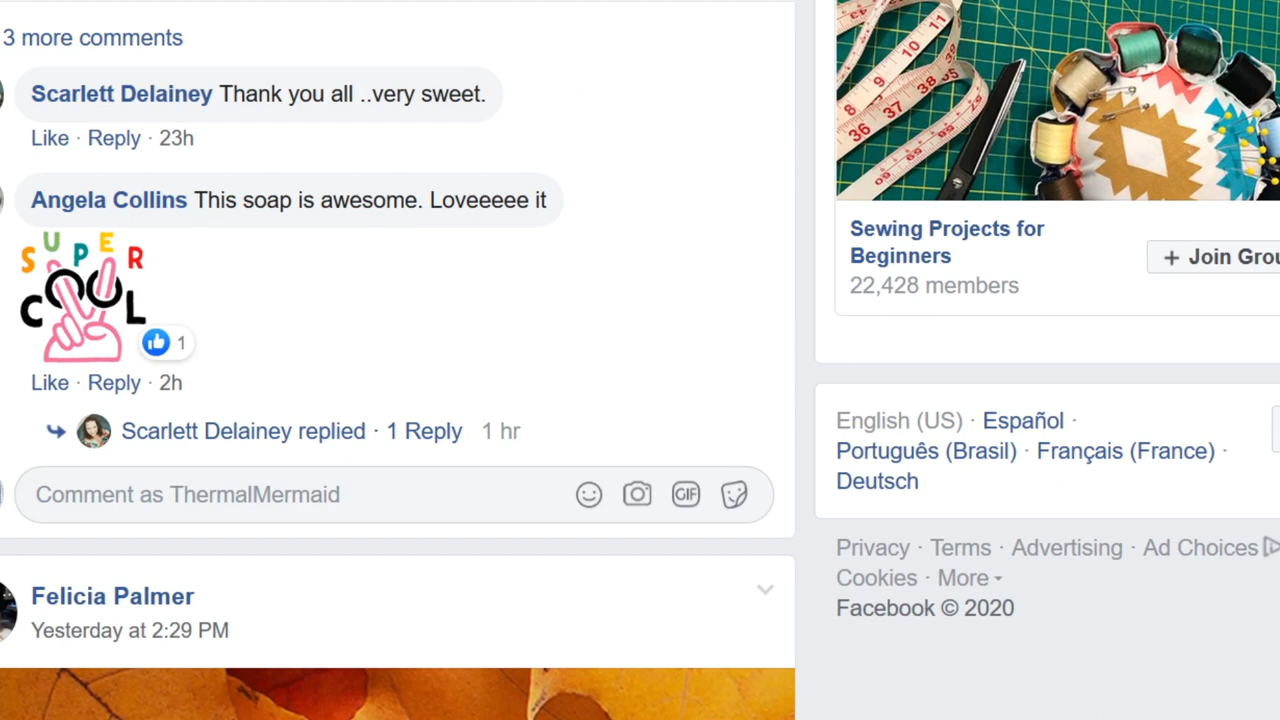 3 more comments
Scarlett Delainey Thank you all ..very sweet.
Like · Reply · 23h
Angela Collins This soap is awesome. Loveeeee it
SUPER
COOL
1
Like · Reply · 2h
Scarlett Delainey replied · 1 Reply 1 hr
Comment as ThermalMermaid
GIF
Felicia Palmer
Yesterday at 2:29 PM
Sewing Projects for
Beginners
+ Join Grou
22,428 members
English (US) · Español ·
Português (Brasil) · Français (France) ·
Deutsch
Privacy · Terms · Advertising · Ad Choices
Cookies · More
Facebook © 2020